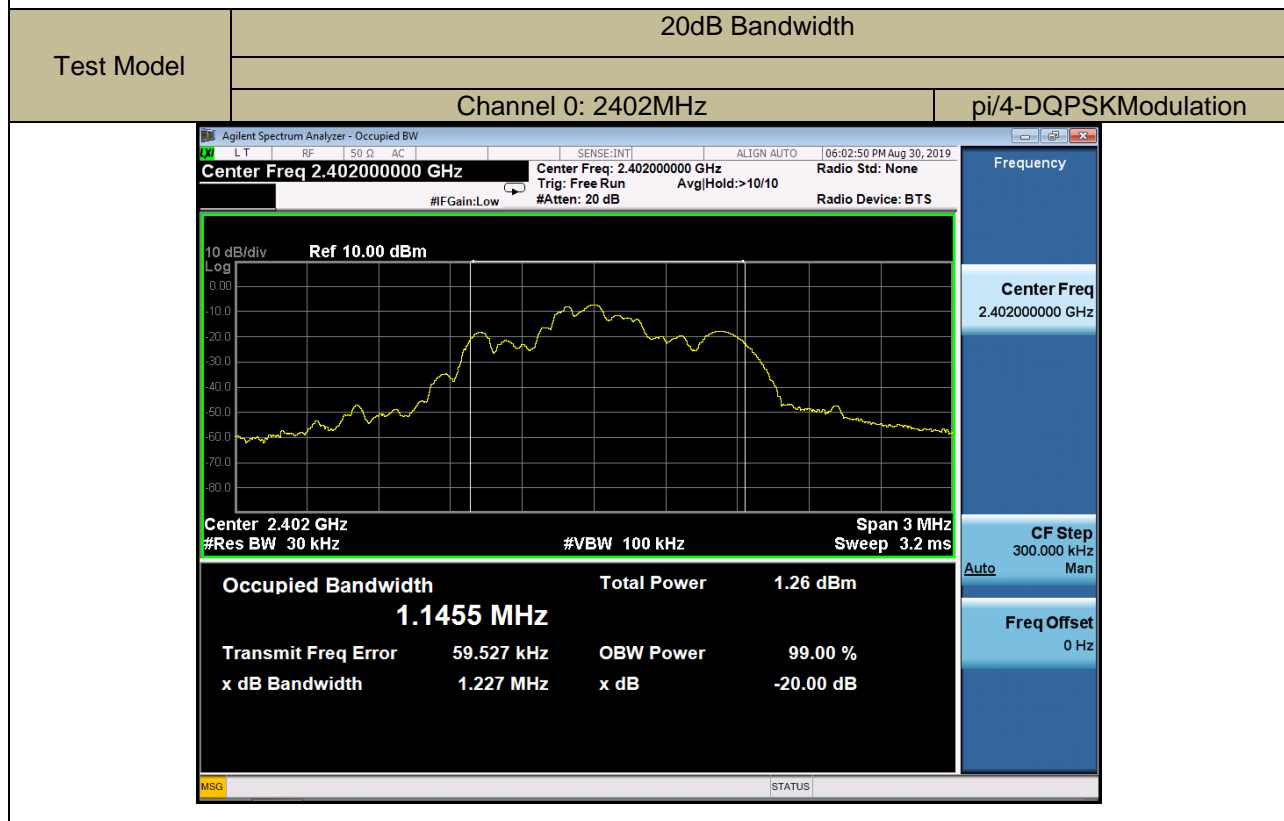 20dB Bandwidth
Test Model
Channel 0: 2402MHz pi/4-DQPSKModulation
Agilent Spectrum Analyzer - Occupied BW
LXI L T RF 50 Ω AC SENSE:INT ALIGN AUTO 06:02:50 PM Aug 30, 2019
Center Freq 2.402000000 GHz
Center Freq: 2.402000000 GHz Radio Std: None
Trig: Free Run Avg|Hold:>10/10
#IFGain:Low #Atten: 20 dB Radio Device: BTS
Frequency
10 dB/div Ref 10.00 dBm
Log
0.00
-10.0
-20.0
-30.0
-40.0
-50.0
-60.0
-70.0
-80.0
Center 2.402 GHz Span 3 MHz
#Res BW 30 kHz #VBW 100 kHz Sweep 3.2 ms
Center Freq
2.402000000 GHz
CF Step
300.000 kHz
Auto Man
Freq Offset
0 Hz
Occupied Bandwidth Total Power 1.26 dBm
1.1455 MHz
Transmit Freq Error 59.527 kHz OBW Power 99.00 %
x dB Bandwidth 1.227 MHz x dB -20.00 dB
MSG STATUS